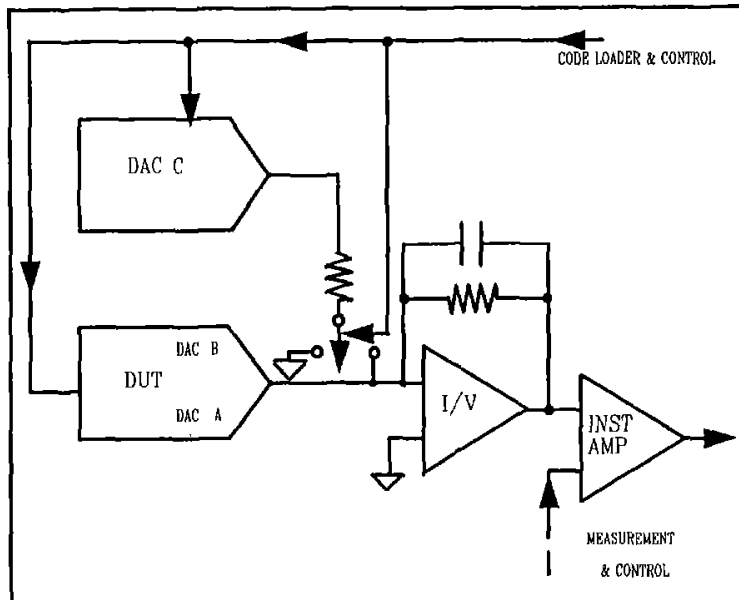 CODE LOADER & CONTROL
DAC C
DAC B
DUT
DAC A
I/V
INST
AMP
MEASUREMENT
& CONTROL